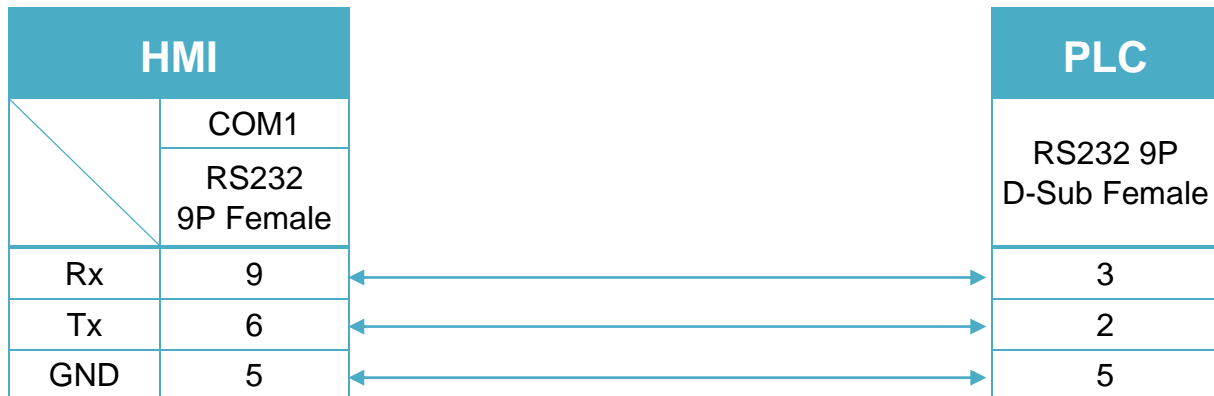 HMI PLC
COM1
RS232
9P Female
RS232 9P
D-Sub Female
Rx 9 3
Tx 6 2
GND 5 5